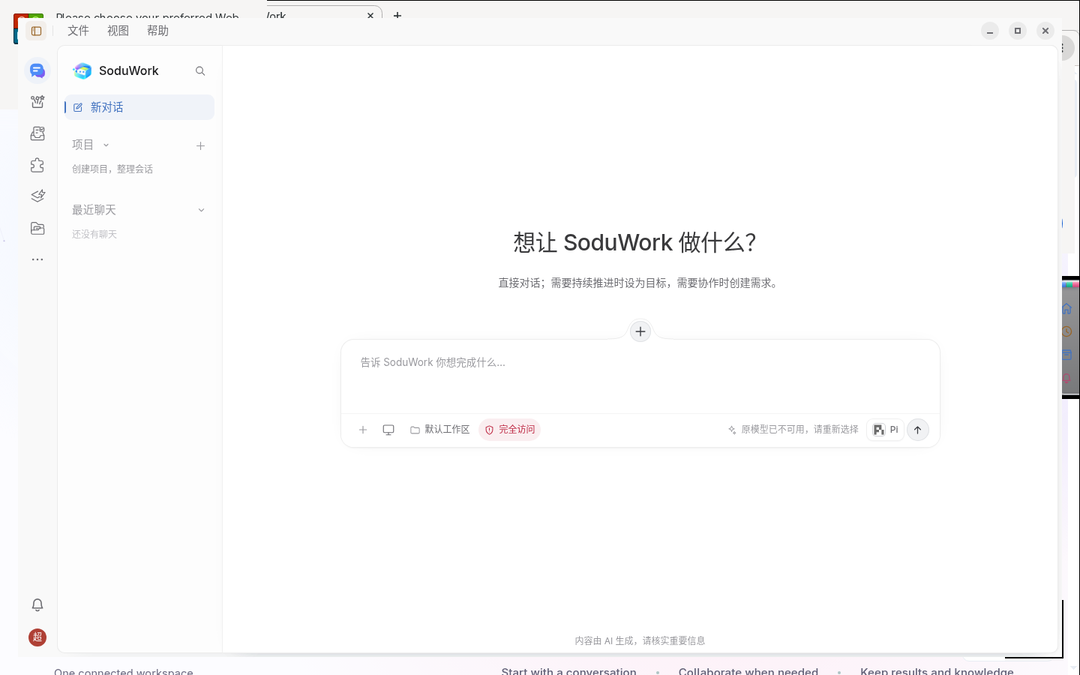 Please choose your preferred Web
文件 视图 帮助
SoduWork
新对话
项目
创建项目，整理会话
最近聊天
还没有聊天
想让 SoduWork 做什么？
直接对话；需要持续推进时设为目标，需要协作时创建需求。
告诉 SoduWork 你想完成什么...
默认工作区 完全访问 原模型已不可用，请重新选择 Pi
超
内容由 AI 生成，请核实重要信息
One connected workspace Start with a conversation • Collaborate when needed • Keep results and knowledge